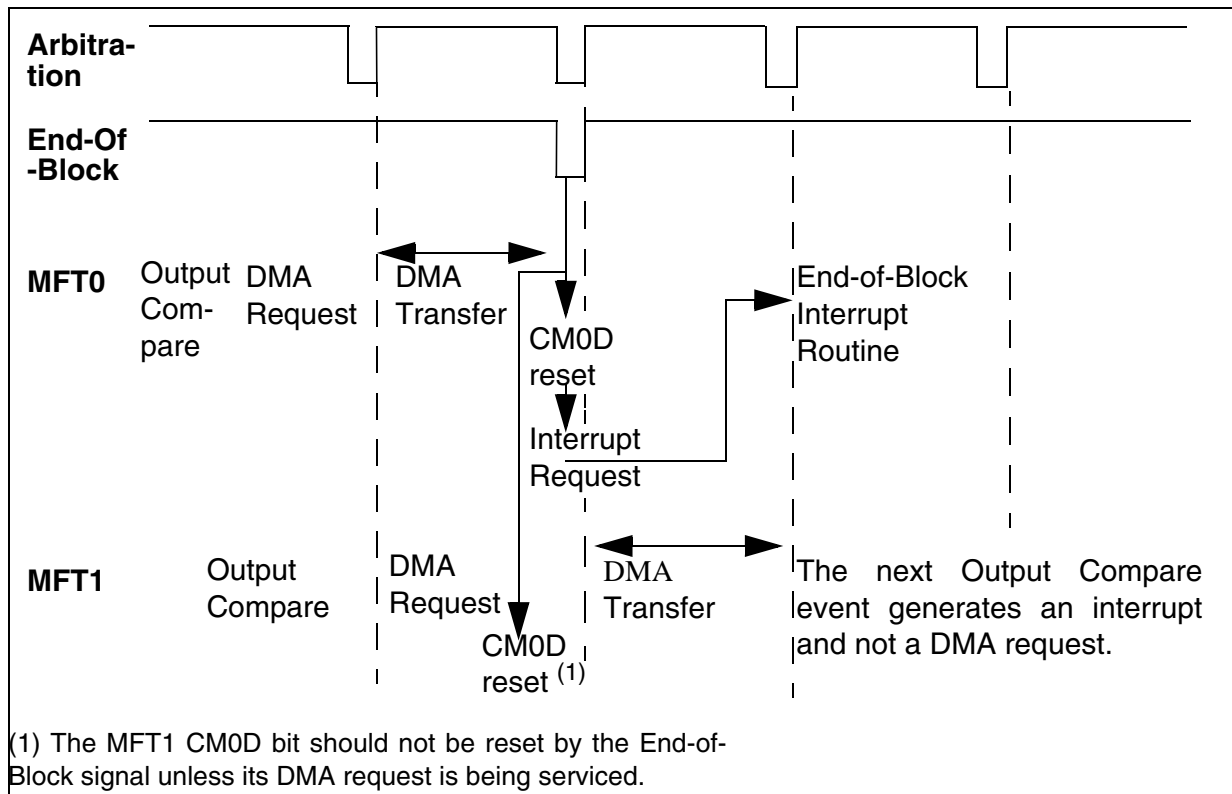 Arbitra-
tion
End-Of
-Block
MFT0
Output
Com-
pare
DMA
Request
DMA
Transfer
CM0D
reset
Interrupt
Request
End-of-Block
Interrupt
Routine
MFT1
Output
Compare
DMA
Request
CM0D
reset (1)
DMA
Transfer
The next Output Compare
event generates an interrupt
and not a DMA request.
(1) The MFT1 CM0D bit should not be reset by the End-of-
Block signal unless its DMA request is being serviced.